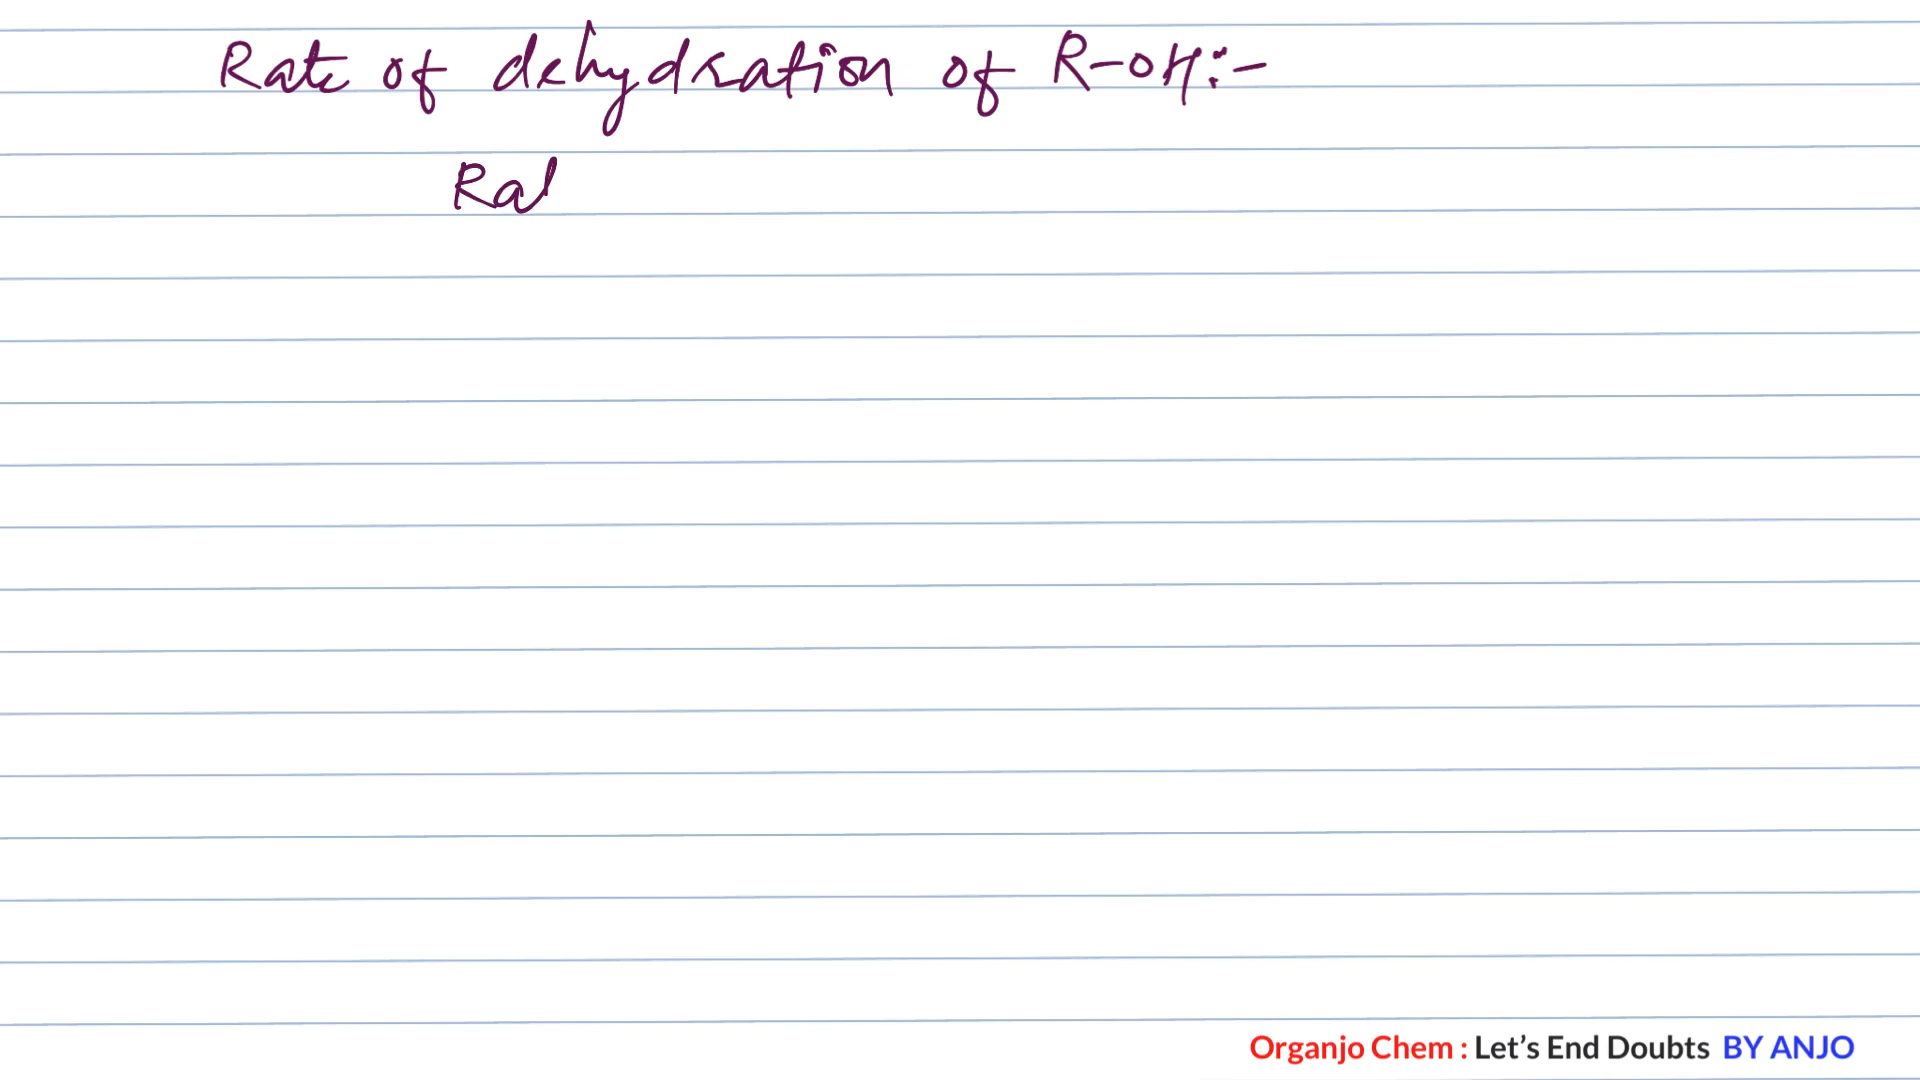 Rate of dehydration of R-OH:-
Ral
Organjo Chem : Let's End Doubts BY ANJO